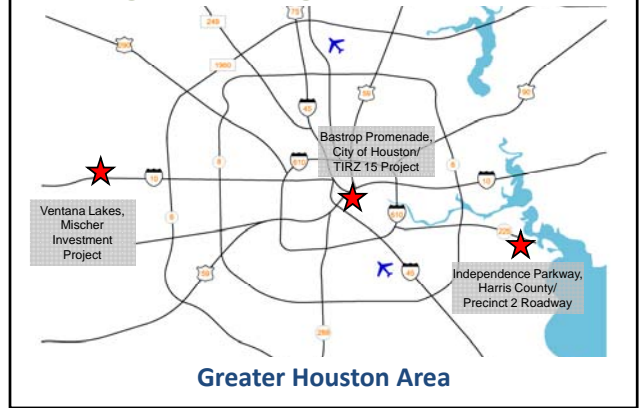 75
249
290
1960
45
59
90
Bastrop Promenade,
City of Houston/
TIRZ 15 Project
8
610
8
10
10
Ventana Lakes,
Mischer
Investment
Project
6
610
225
Independence Parkway,
Harris County/
Precinct 2 Roadway
59
45
288
Greater Houston Area